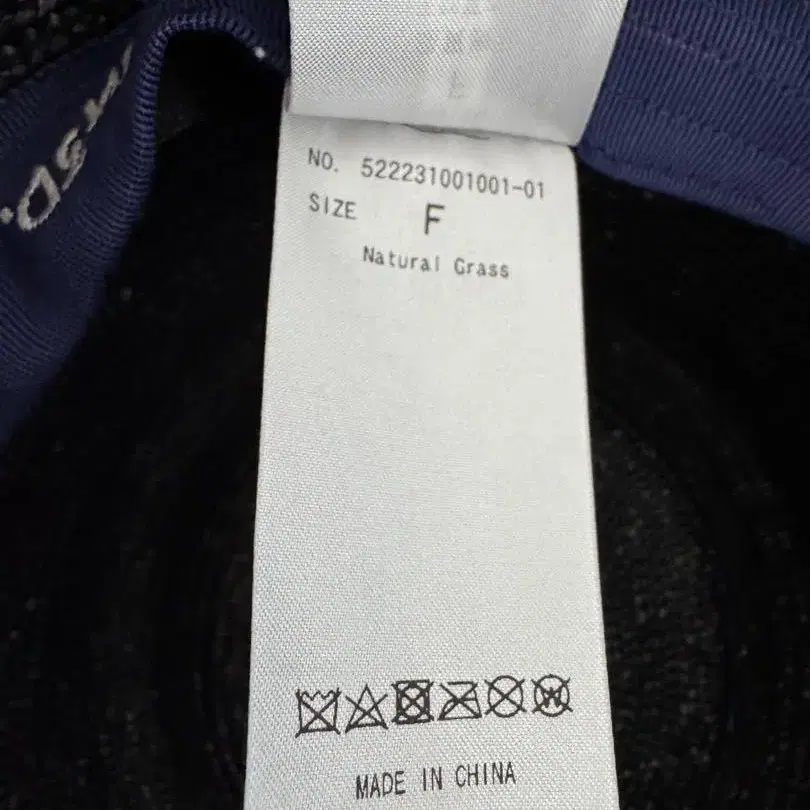 NO. 522231001001-01
SIZE F
Natural Grass
MADE IN CHINA